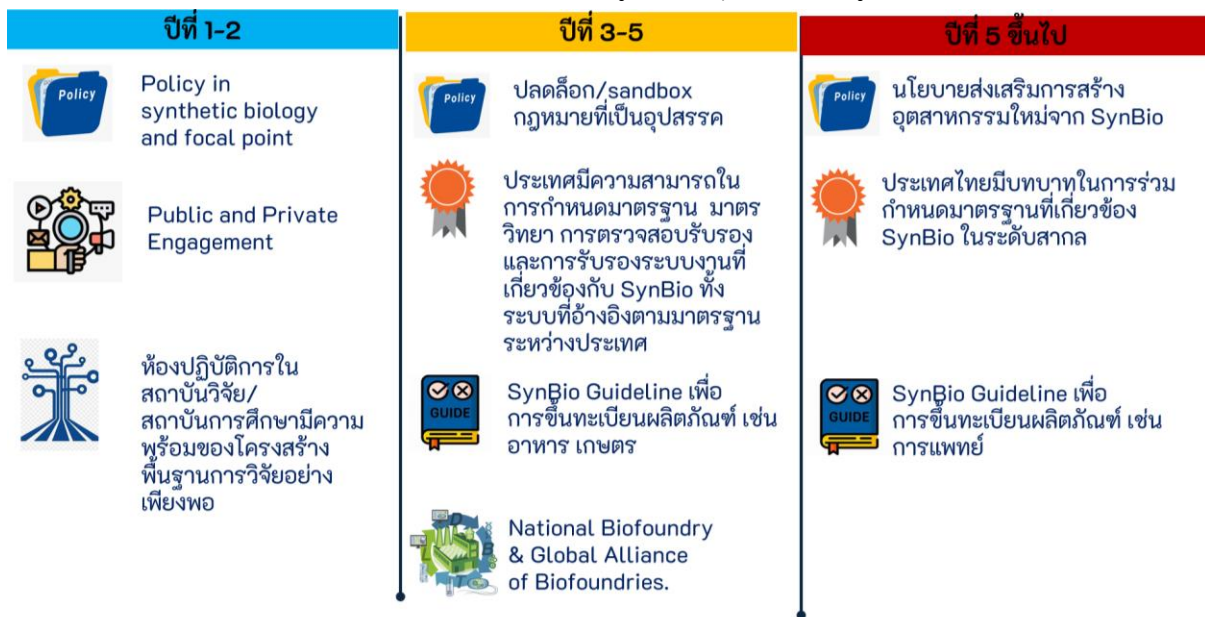 ปีที่ 1-2
Policy
Policy in
synthetic biology
and focal point
Public and Private
Engagement
ห้องปฏิบัติการใน
สถาบันวิจัย/
สถาบันการศึกษามีความ
พร้อมของโครงสร้าง
พื้นฐานการวิจัยอย่าง
เพียงพอ
ปีที่ 3-5
Policy
ปลดล็อก/sandbox
กฎหมายที่เป็นอุปสรรค
ประเทศมีความสามารถใน
การกำหนดมาตรฐาน มาตร
วิทยา การตรวจสอบรับรอง
และการรับรองระบบงานที่
เกี่ยวข้องกับ SynBio ทั้ง
ระบบที่อ้างอิงตามมาตรฐาน
ระหว่างประเทศ
GUIDE
SynBio Guideline เพื่อ
การขึ้นทะเบียนผลิตภัณฑ์ เช่น
อาหาร เกษตร
National Biofoundry
& Global Alliance
of Biofoundries.
ปีที่ 5 ขึ้นไป
Policy
นโยบายส่งเสริมการสร้าง
อุตสาหกรรมใหม่จาก SynBio
ประเทศไทยมีบทบาทในการร่วม
กำหนดมาตรฐานที่เกี่ยวข้อง
SynBio ในระดับสากล
GUIDE
SynBio Guideline เพื่อ
การขึ้นทะเบียนผลิตภัณฑ์ เช่น
การแพทย์